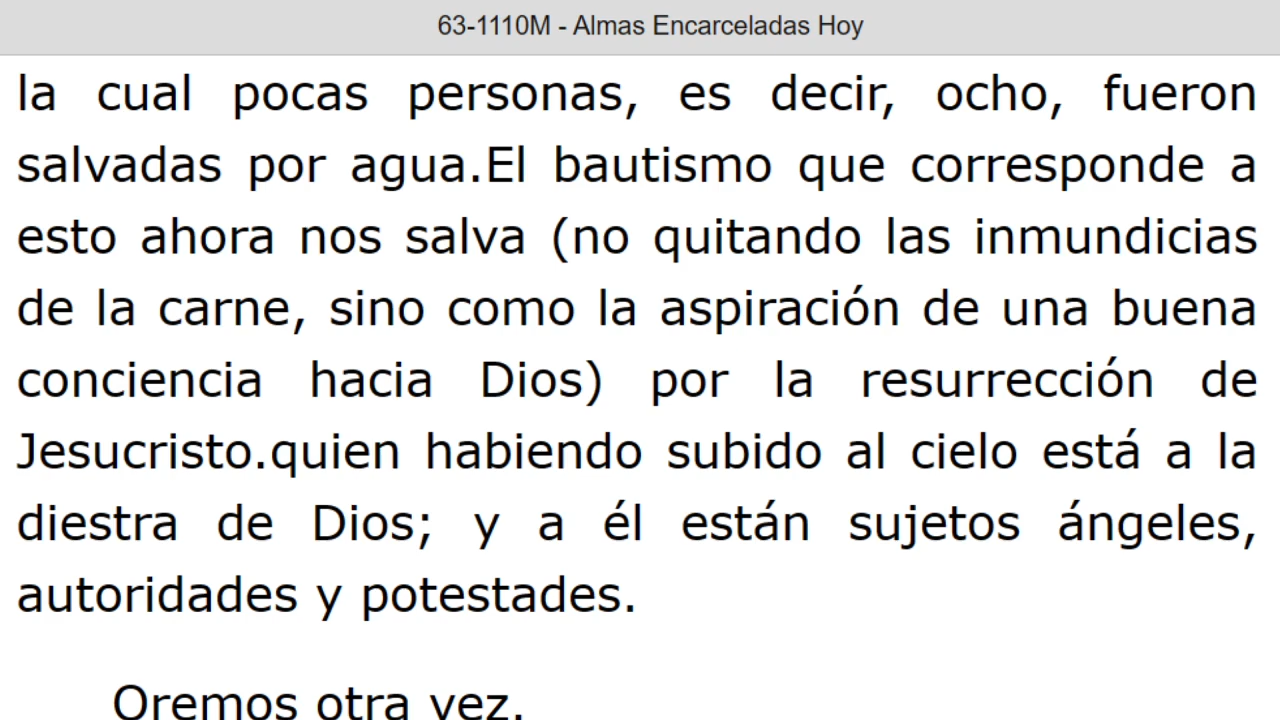 63-1110M - Almas Encarceladas Hoy
la cual pocas personas, es decir, ocho, fueron
salvadas por agua.El bautismo que corresponde a
esto ahora nos salva (no quitando las inmundicias
de la carne, sino como la aspiración de una buena
conciencia hacia Dios) por la resurrección de
Jesucristo.quien habiendo subido al cielo está a la
diestra de Dios; y a él están sujetos ángeles,
autoridades y potestades.
Oremos otra vez.